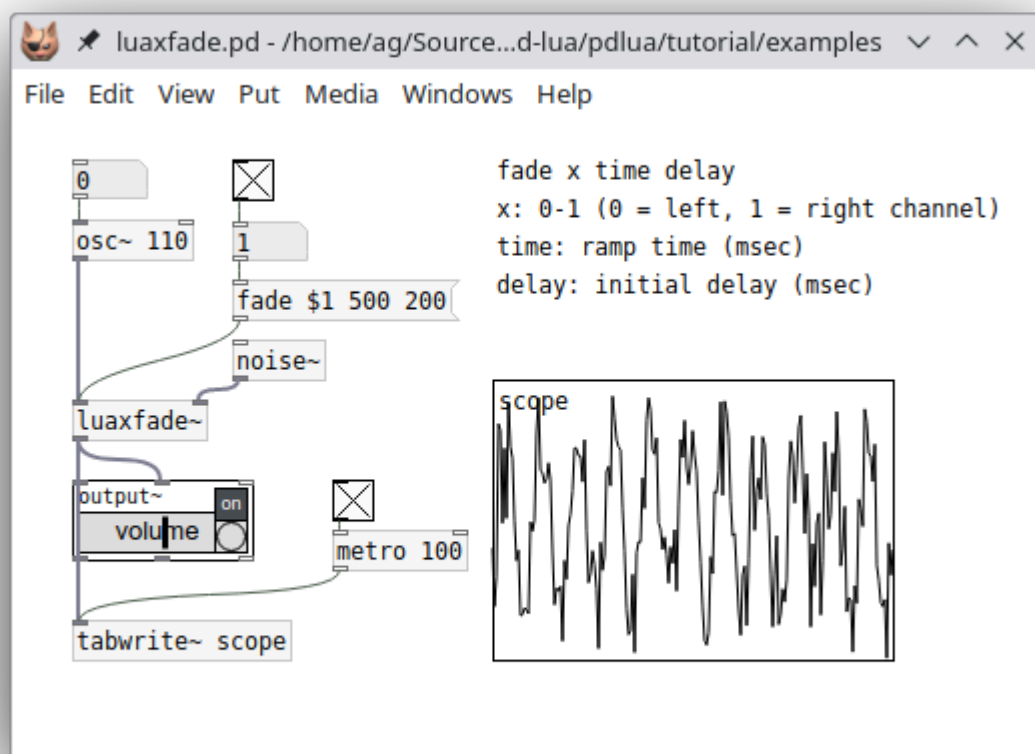 luaxfade.pd - /home/ag/Source...d-lua/pdlua/tutorial/examples
File Edit View Put Media Windows Help
0
osc~ 110
1
fade $1 500 200
noise~
luaxfade~
output~
on
volume
metro 100
tabwrite~ scope
fade x time delay
x: 0-1 (0 = left, 1 = right channel)
time: ramp time (msec)
delay: initial delay (msec)
scope